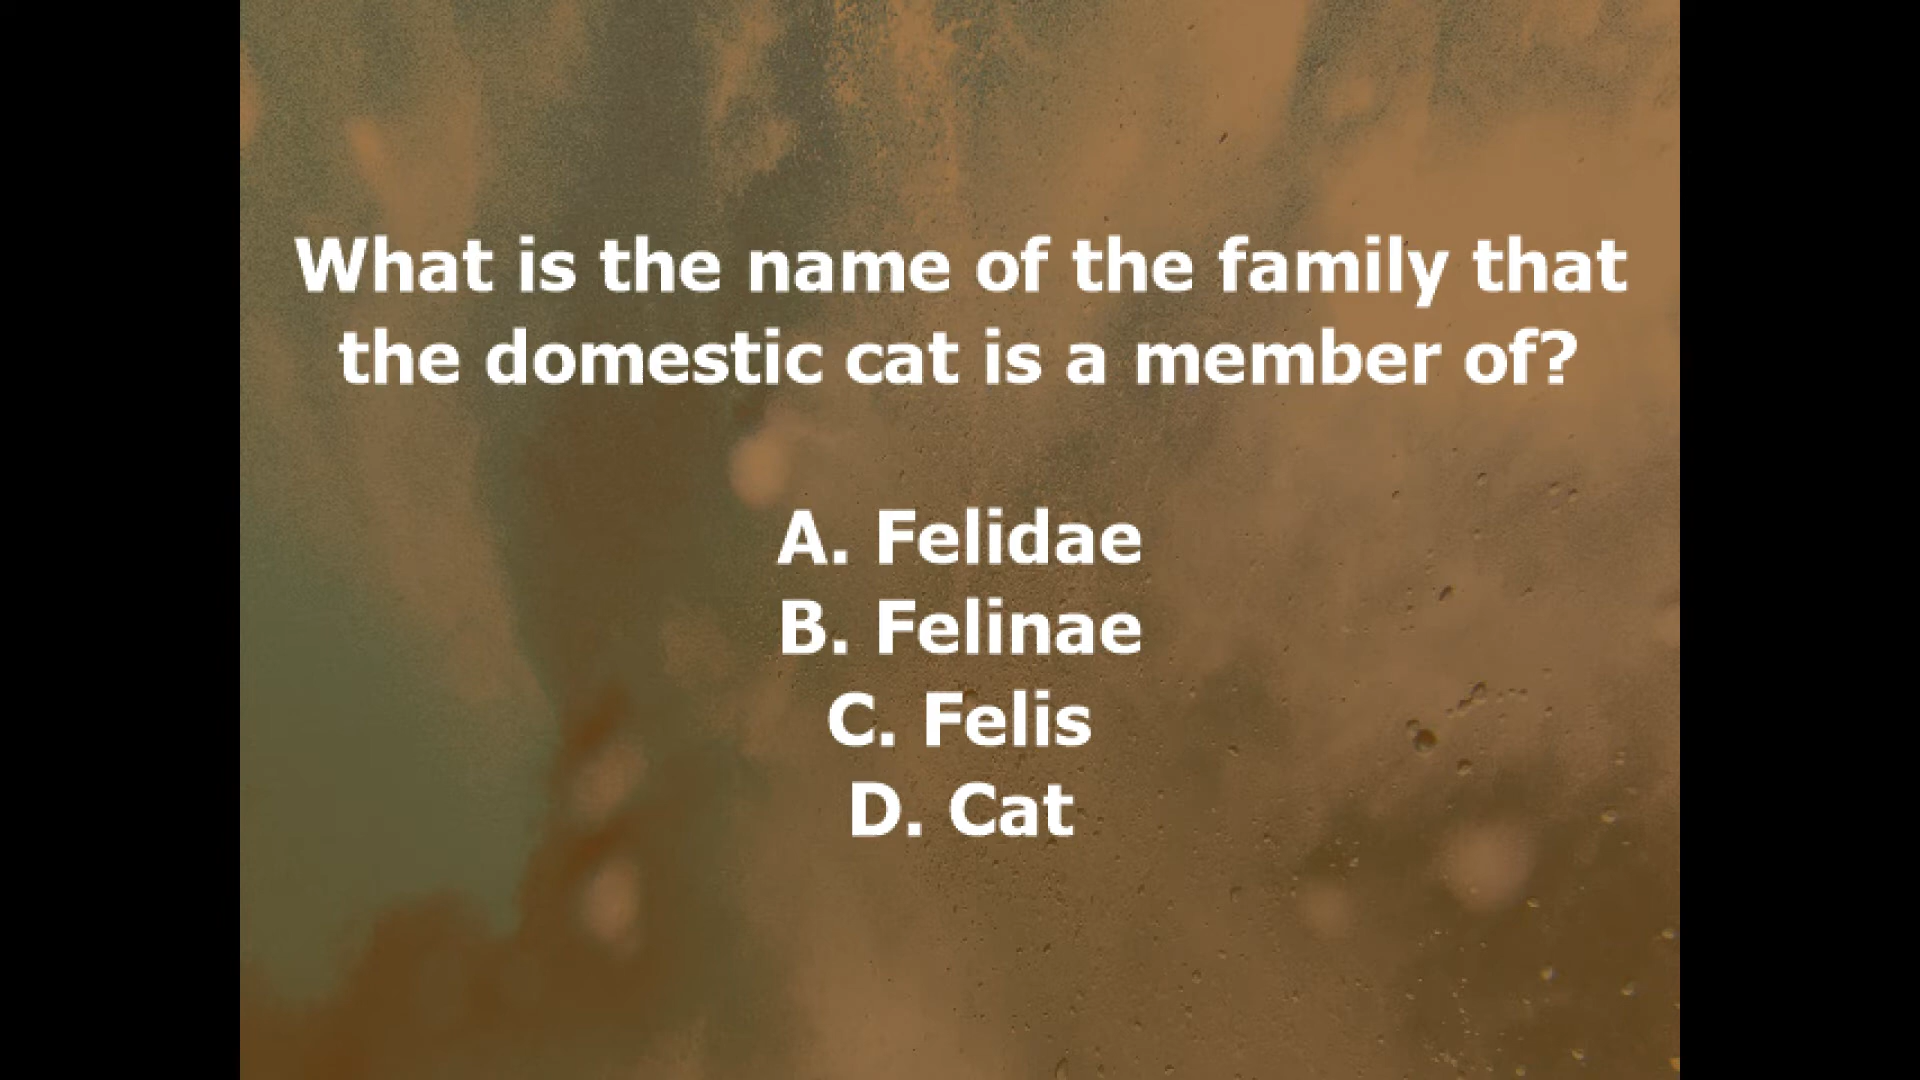 What is the name of the family that
the domestic cat is a member of?
A. Felidae
B. Felinae
C. Felis
D. Cat